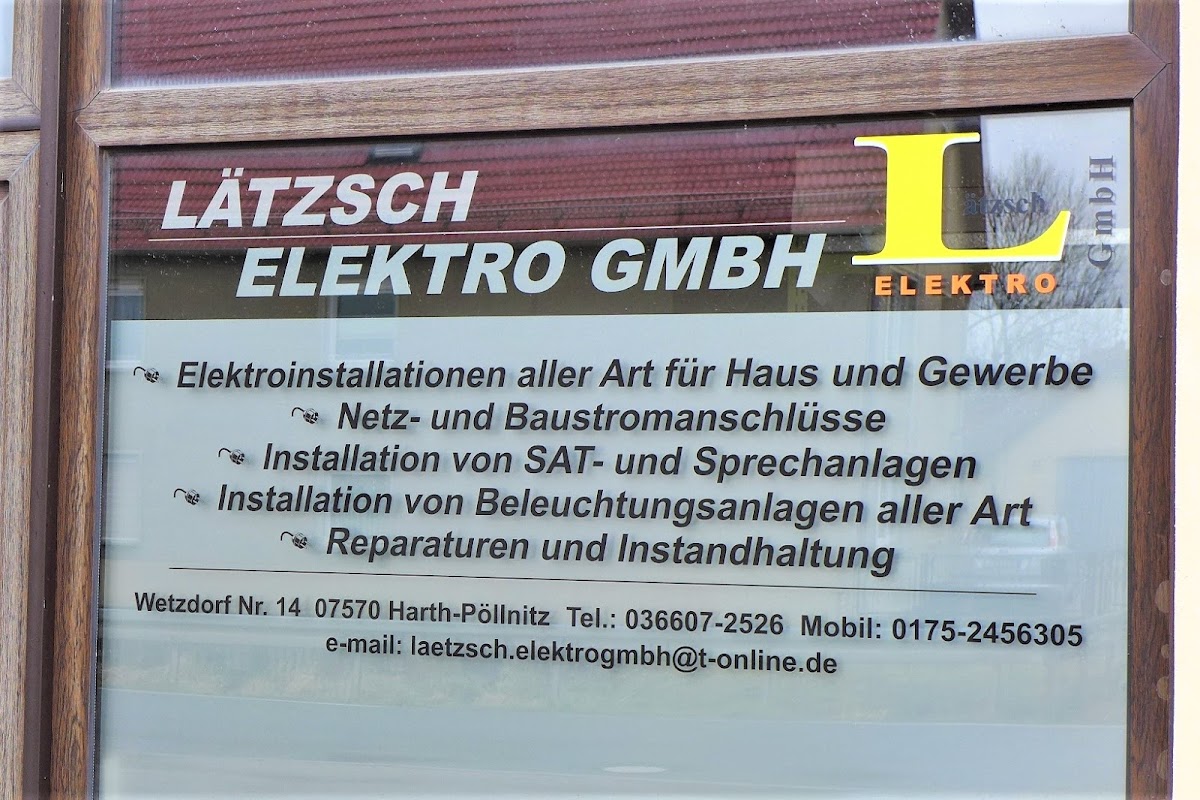 LÄTZSCH
ELEKTRO GMBH
L
ätzsch
GmbH
ELEKTRO
Elektroinstallationen aller Art für Haus und Gewerbe
Netz- und Baustromanschlüsse
Installation von SAT- und Sprechanlagen
Installation von Beleuchtungsanlagen aller Art
Reparaturen und Instandhaltung
Wetzdorf Nr. 14 07570 Harth-Pöllnitz Tel.: 036607-2526 Mobil: 0175-2456305
e-mail: laetzsch.elektrogmbh@t-online.de